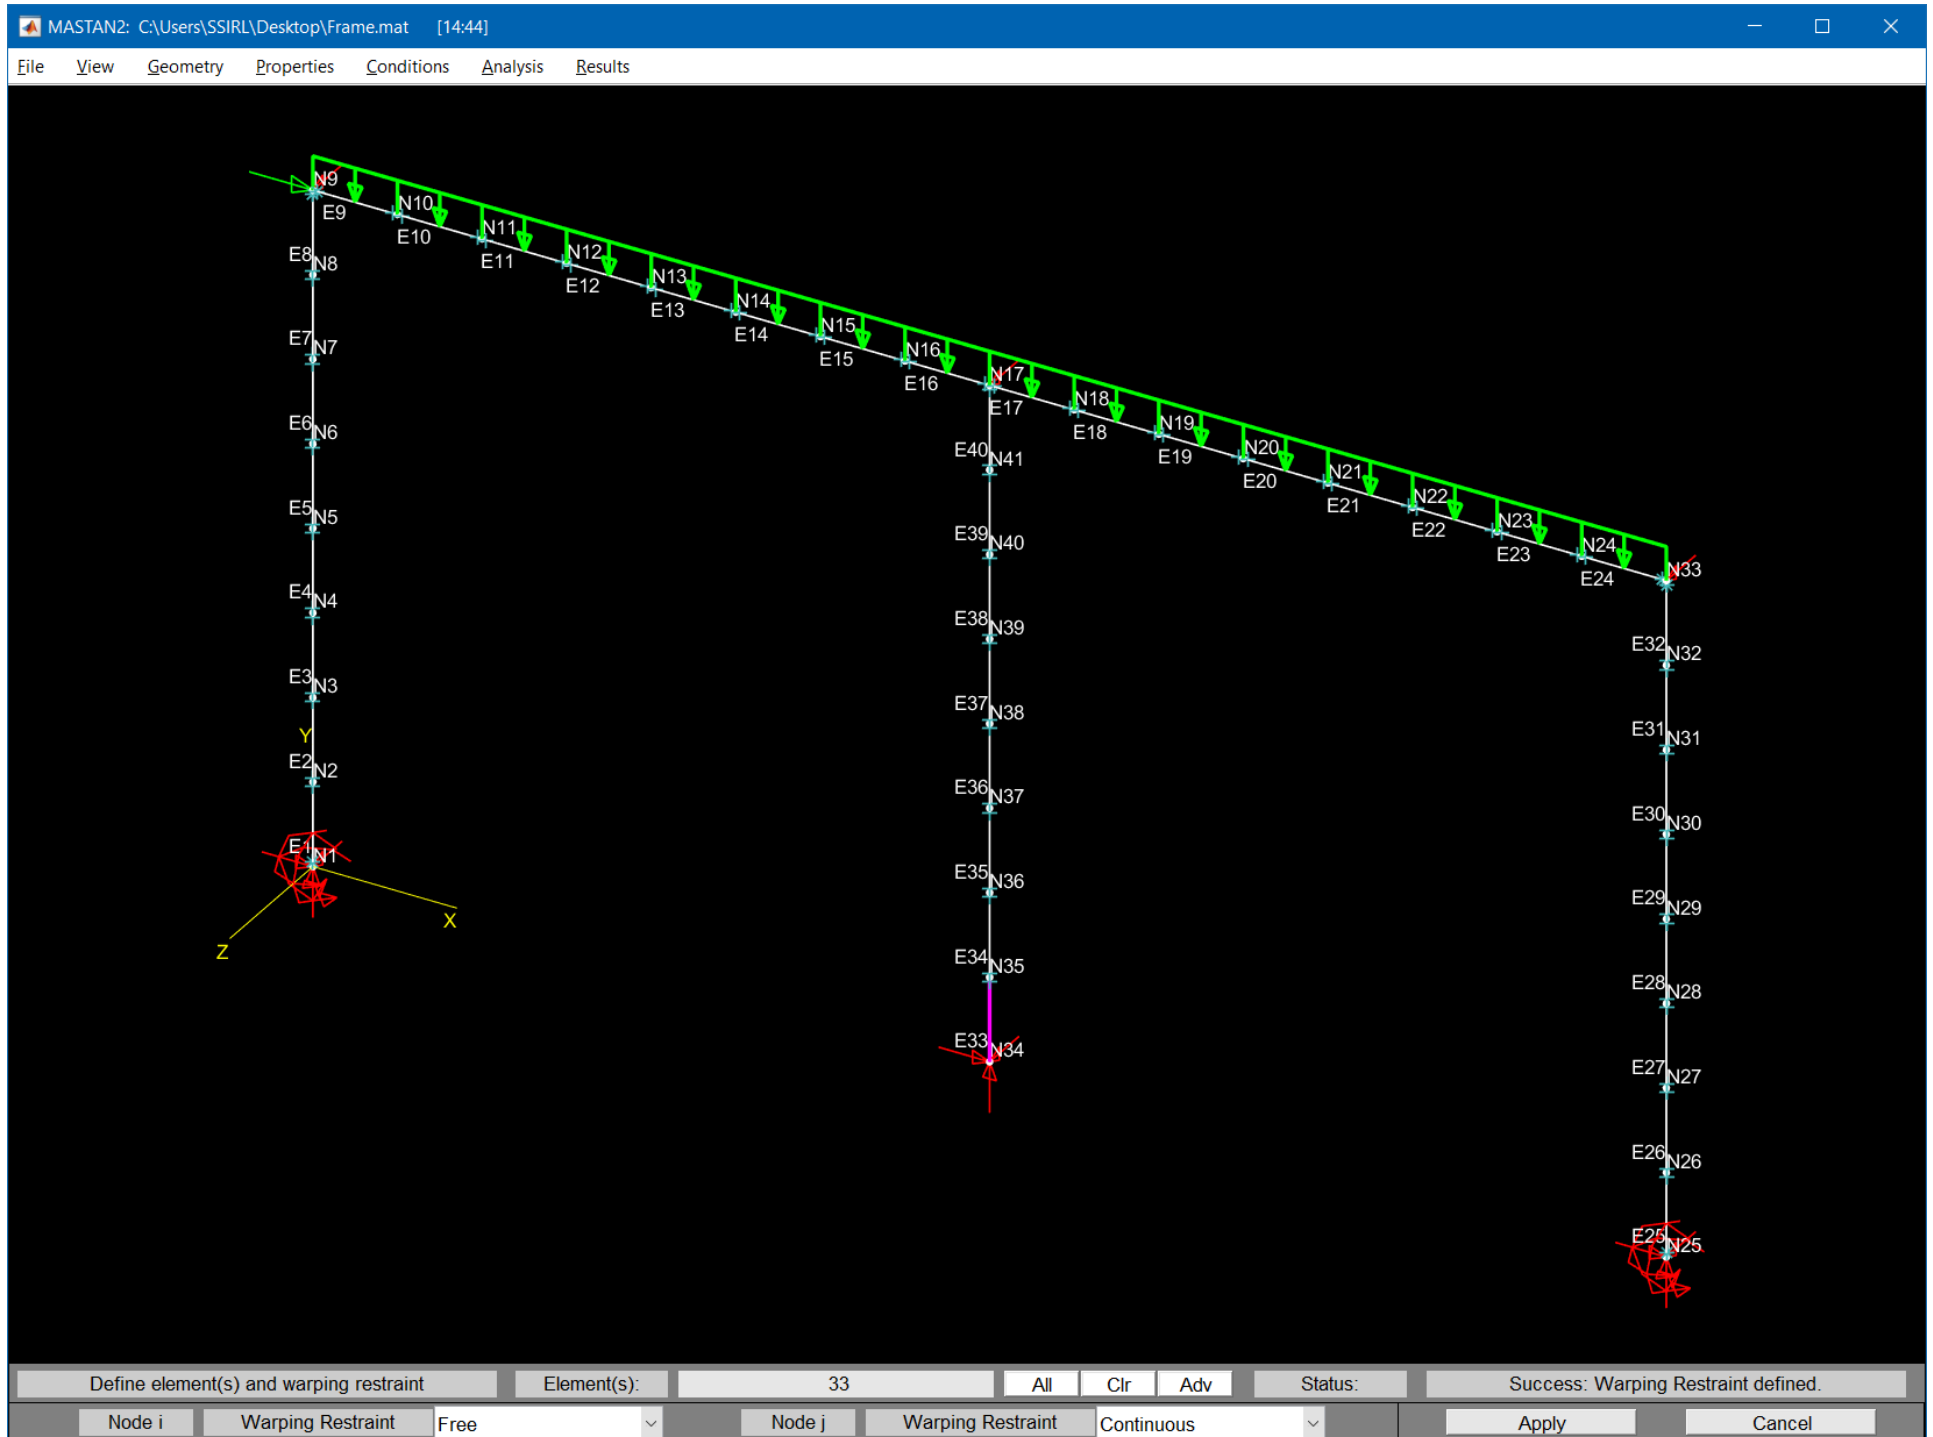 MASTAN2: C:\Users\SSIRL\Desktop\Frame.mat [14:44]
File View Geometry Properties Conditions Analysis Results
N9
E9
N10
E10
N11
E11
N12
E12
N13
E13
N14
E14
N15
E15
N16
E16
N17
E17
N18
E18
N19
E19
N20
E20
N21
E21
N22
E22
N23
E23
N24
E24
N33
E8 N8
E7 N7
E6 N6
E5 N5
E4 N4
E3 N3
Y
E2 N2
E1 N1
X
Z
E40 N41
E39 N40
E38 N39
E37 N38
E36 N37
E35 N36
E34 N35
E33 N34
E32 N32
E31 N31
E30 N30
E29 N29
E28 N28
E27 N27
E26 N26
E25 N25
Define element(s) and warping restraint Element(s): 33 All Clr Adv Status: Success: Warping Restraint defined.
Node i Warping Restraint Free Node j Warping Restraint Continuous Apply Cancel